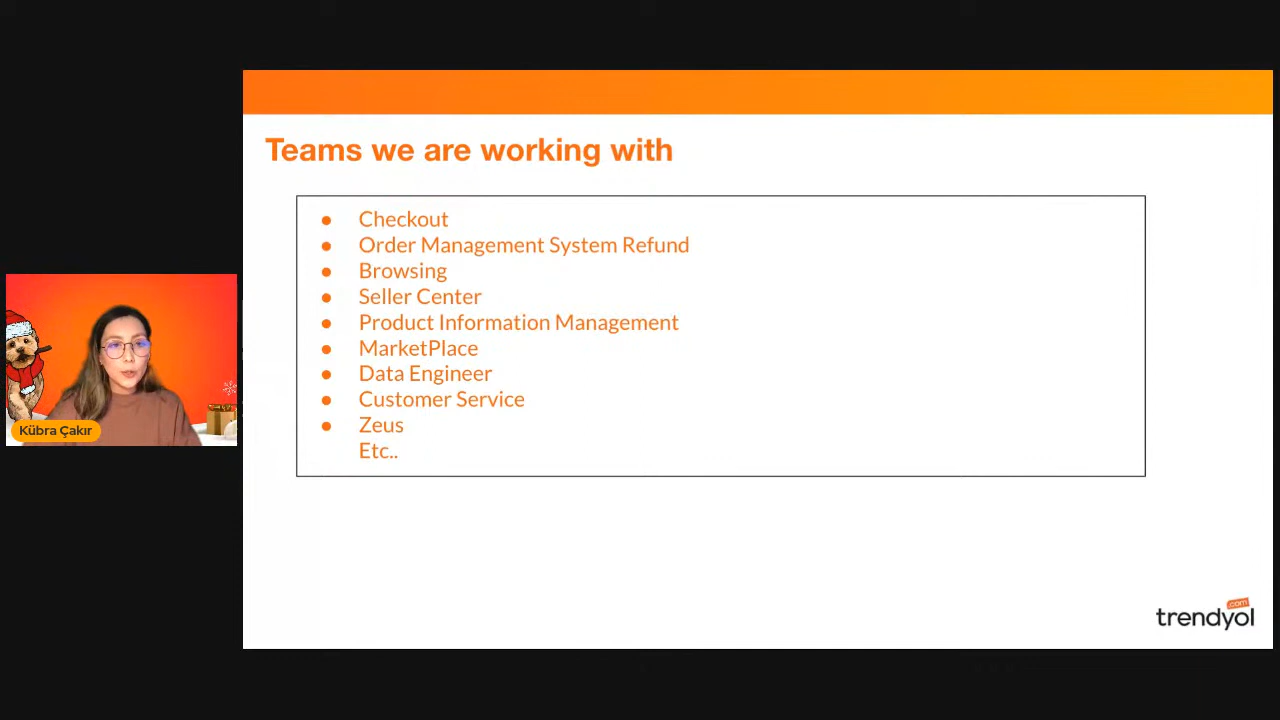 Teams we are working with
● Checkout
● Order Management System Refund
● Browsing
● Seller Center
● Product Information Management
● MarketPlace
● Data Engineer
● Customer Service
● Zeus
Etc..
Kübra Çakır
.com
trendyol